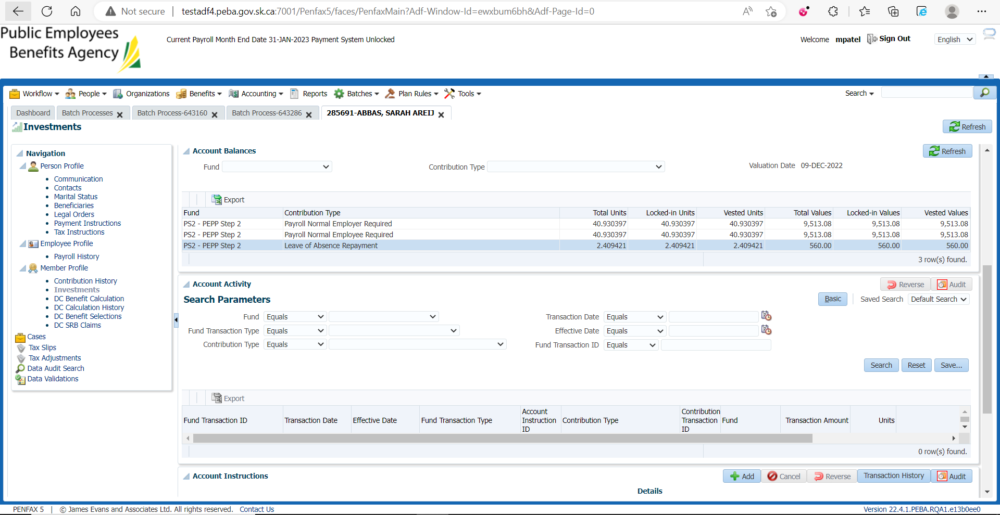 Not secure | testadf4.peba.gov.sk.ca:7001/Penfax5/faces/PenfaxMain?Adf-Window-Id=ewxbum6bh&Adf-Page-Id=0
Public Employees
Benefits Agency
Current Payroll Month End Date 31-JAN-2023 Payment System Unlocked
Welcome mpatel Sign Out English
Workflow People Organizations Benefits Accounting Reports Batches Plan Rules Tools Search
Dashboard Batch Processes Batch Process-643160 Batch Process-643286 285691-ABBAS, SARAH AREIJ
Investments Refresh
Navigation
Person Profile
Communication
Contacts
Marital Status
Beneficiaries
Legal Orders
Payment Instructions
Tax Instructions
Employee Profile
Payroll History
Member Profile
Contribution History
Investments
DC Benefit Calculation
DC Calculation History
DC Benefit Selections
DC SRB Claims
Cases
Tax Slips
Tax Adjustments
Data Audit Search
Data Validations
Account Balances Refresh
Fund Contribution Type Valuation Date 09-DEC-2022
Export
Fund Contribution Type Total Units Locked-in Units Vested Units Total Values Locked-in Values Vested Values
PS2 - PEPP Step 2 Payroll Normal Employer Required 40.930397 40.930397 40.930397 9,513.08 9,513.08 9,513.08
PS2 - PEPP Step 2 Payroll Normal Employee Required 40.930397 40.930397 40.930397 9,513.08 9,513.08 9,513.08
PS2 - PEPP Step 2 Leave of Absence Repayment 2.409421 2.409421 2.409421 560.00 560.00 560.00
3 row(s) found.
Account Activity Reverse Audit
Search Parameters Basic Saved Search Default Search
Fund Equals Transaction Date Equals
Fund Transaction Type Equals Effective Date Equals
Contribution Type Equals Fund Transaction ID Equals
Search Reset Save...
Export
Fund Transaction ID Transaction Date Effective Date Fund Transaction Type Account Instruction ID Contribution Type Contribution Transaction ID Fund Transaction Amount Units
0 row(s) found.
Account Instructions Add Cancel Reverse Transaction History Audit
Details
PENFAX 5 | © James Evans and Associates Ltd. All rights reserved. Contact Us Version 22.4.1.PEBA.RQA1.e13b0ee0